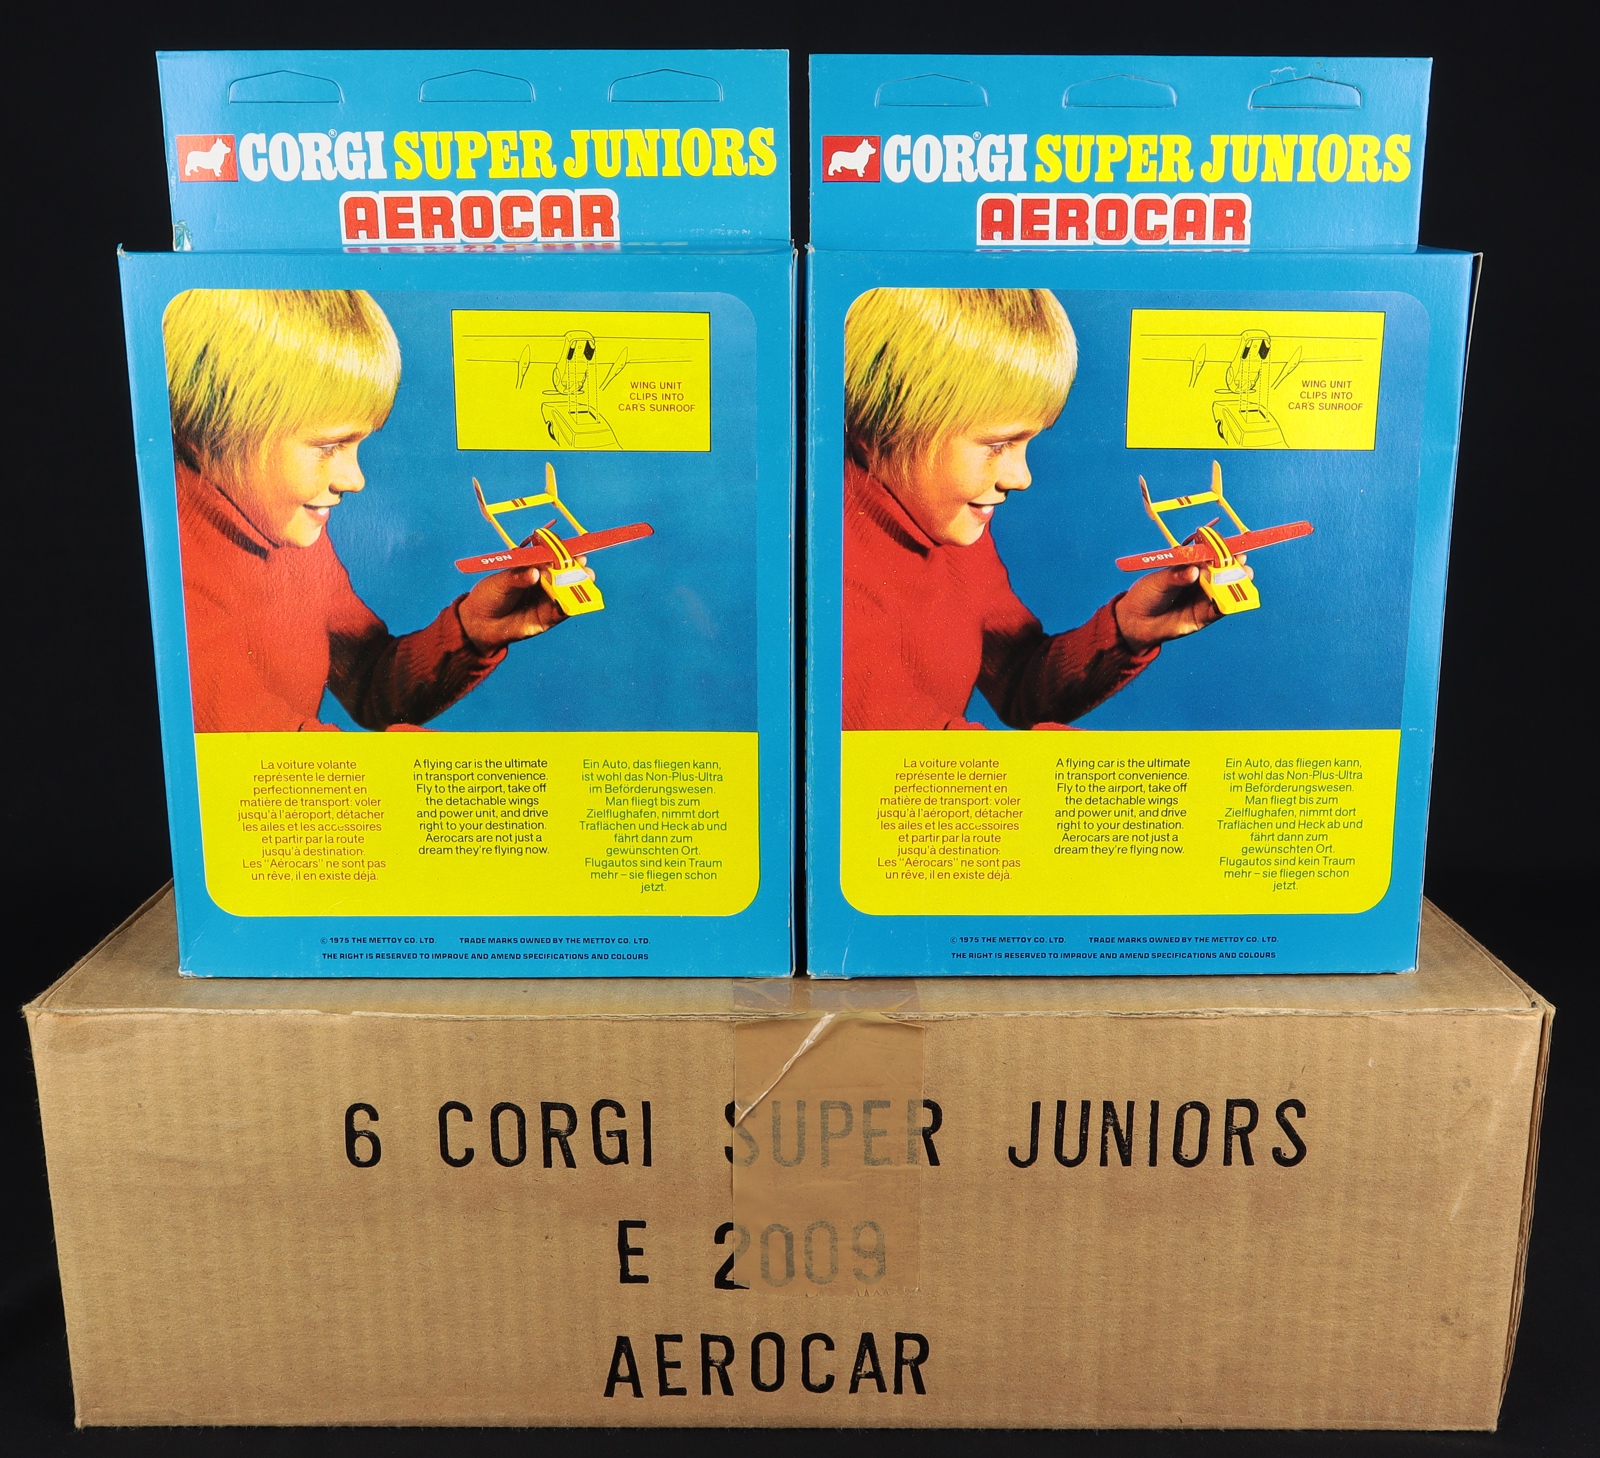 CORGI® SUPER JUNIORS
AEROCAR
WING UNIT
CLIPS INTO
CAR'S SUNROOF
N846
La voiture volante
représente le dernier
perfectionnement en
matière de transport: voler
jusqu'à l'aéroport, détacher
les ailes et les accessoires
et partir par la route
jusqu'à destination:
Les "Aérocars" ne sont pas
un rêve, il en existe déjà.
A flying car is the ultimate
in transport convenience.
Fly to the airport, take off
the detachable wings
and power unit, and drive
right to your destination.
Aerocars are not just a
dream they're flying now.
Ein Auto, das fliegen kann,
ist wohl das Non-Plus-Ultra
im Beförderungswesen.
Man fliegt bis zum
Zielflughafen, nimmt dort
Traflächen und Heck ab und
fährt dann zum
gewünschten Ort.
Flugautos sind kein Traum
mehr – sie fliegen schon
jetzt.
© 1975 THE METTOY CO. LTD. TRADE MARKS OWNED BY THE METTOY CO. LTD.
THE RIGHT IS RESERVED TO IMPROVE AND AMEND SPECIFICATIONS AND COLOURS
CORGI® SUPER JUNIORS
AEROCAR
WING UNIT
CLIPS INTO
CAR'S SUNROOF
N846
La voiture volante
représente le dernier
perfectionnement en
matière de transport: voler
jusqu'à l'aéroport, détacher
les ailes et les accessoires
et partir par la route
jusqu'à destination:
Les "Aérocars" ne sont pas
un rêve, il en existe déjà.
A flying car is the ultimate
in transport convenience.
Fly to the airport, take off
the detachable wings
and power unit, and drive
right to your destination.
Aerocars are not just a
dream they're flying now.
Ein Auto, das fliegen kann,
ist wohl das Non-Plus-Ultra
im Beförderungswesen.
Man fliegt bis zum
Zielflughafen, nimmt dort
Traflächen und Heck ab und
fährt dann zum
gewünschten Ort.
Flugautos sind kein Traum
mehr – sie fliegen schon
jetzt.
© 1975 THE METTOY CO. LTD. TRADE MARKS OWNED BY THE METTOY CO. LTD.
THE RIGHT IS RESERVED TO IMPROVE AND AMEND SPECIFICATIONS AND COLOURS
6 CORGI SUPER JUNIORS
E 2009
AEROCAR